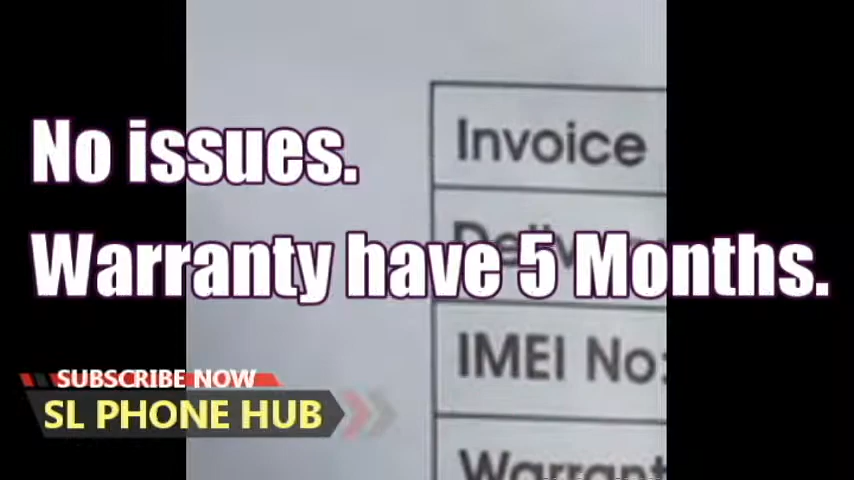 Invoice
No issues.
Warranty have 5 Months.
IMEI No:
SUBSCRIBE NOW
SL PHONE HUB